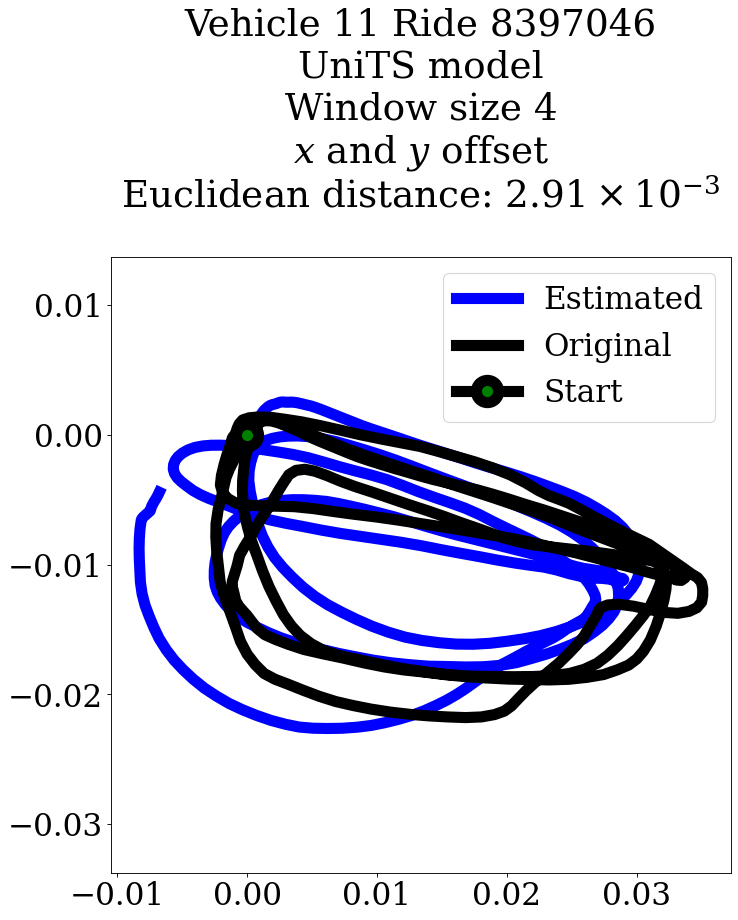 Vehicle 11 Ride 8397046
UniTS model
Window size 4
x and y offset
Euclidean distance: 2.91 × 10⁻³
Estimated
Original
Start
0.01
0.00
−0.01
−0.02
−0.03
−0.01 0.00 0.01 0.02 0.03